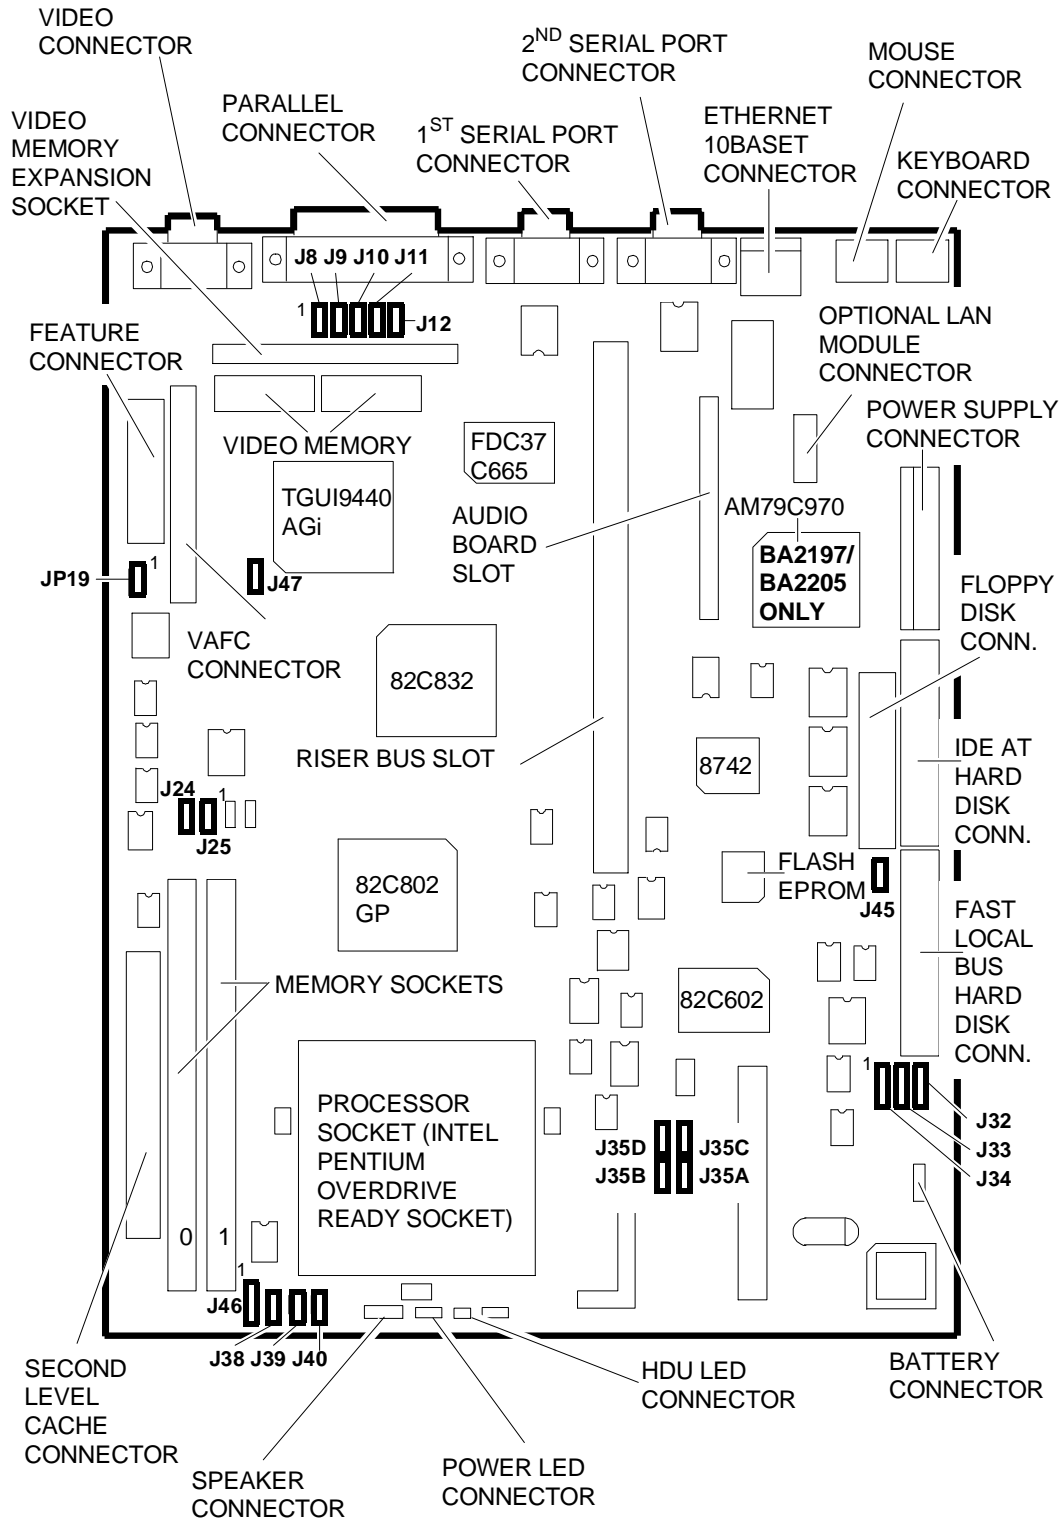 VIDEO
CONNECTOR
2ND SERIAL PORT
CONNECTOR
MOUSE
CONNECTOR
PARALLEL
CONNECTOR
VIDEO
MEMORY
EXPANSION
SOCKET
1ST SERIAL PORT
CONNECTOR
ETHERNET
10BASET
CONNECTOR
KEYBOARD
CONNECTOR
J8 J9 J10 J11
1
J12
FEATURE
CONNECTOR
OPTIONAL LAN
MODULE
CONNECTOR
POWER SUPPLY
CONNECTOR
VIDEO MEMORY
FDC37
C665
TGUI9440
AGi
AUDIO
BOARD
SLOT
AM79C970
BA2197/
BA2205
ONLY
JP19
1
J47
FLOPPY
DISK
CONN.
VAFC
CONNECTOR
82C832
RISER BUS SLOT
8742
IDE AT
HARD
DISK
CONN.
J24
1
J25
82C802
GP
FLASH
EPROM
J45
FAST
LOCAL
BUS
HARD
DISK
CONN.
MEMORY SOCKETS
82C602
1
PROCESSOR
SOCKET (INTEL
PENTIUM
OVERDRIVE
READY SOCKET)
J32
J33
J34
J35D
J35C
J35B
J35A
0
1
1
J46
J38 J39 J40
SECOND
LEVEL
CACHE
CONNECTOR
HDU LED
CONNECTOR
BATTERY
CONNECTOR
SPEAKER
CONNECTOR
POWER LED
CONNECTOR